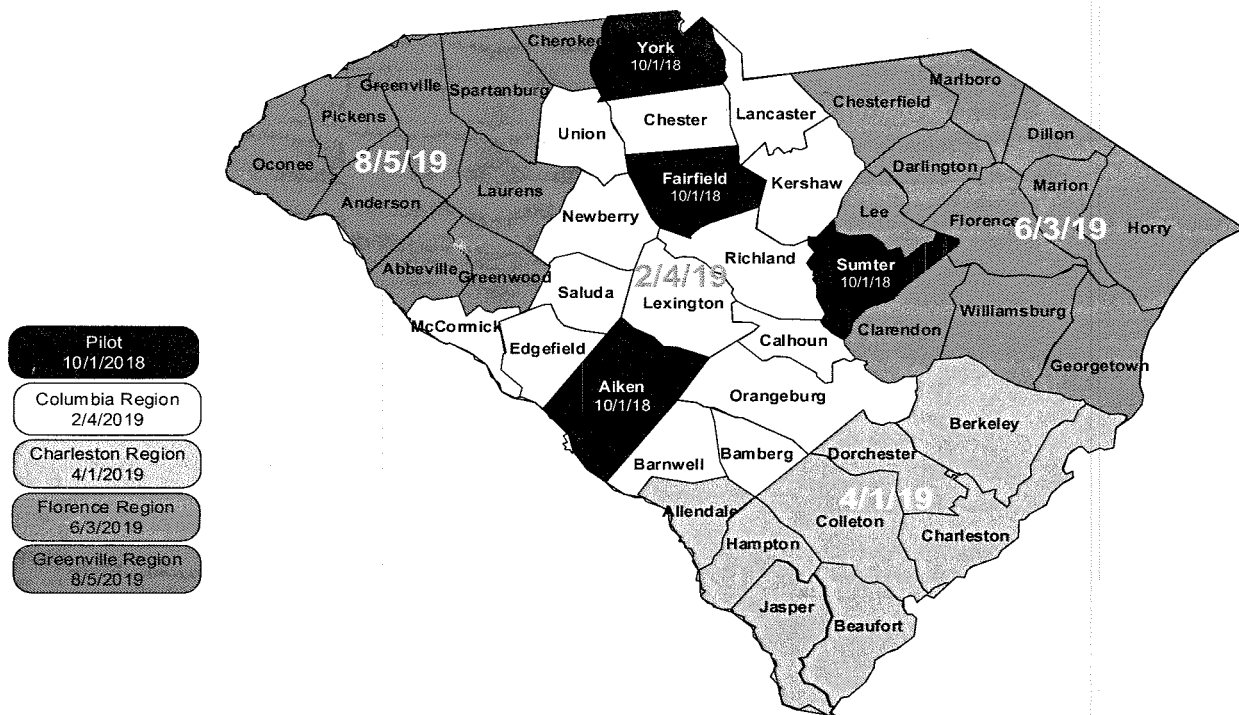 Cherokee
York
10/1/18
Greenville
Spartanburg
Pickens
Oconee
8/5/19
Anderson
Laurens
Abbeville
Greenwood
Union
Chester
Lancaster
Fairfield
10/1/18
Kershaw
Newberry
Richland
2/4/19
Saluda
Lexington
McCormick
Edgefield
Calhoun
Aiken
10/1/18
Orangeburg
Barnwell
Bamberg
Chesterfield
Marlboro
Dillon
Darlington
Marion
Lee
Florence
6/3/19
Horry
Sumter
10/1/18
Clarendon
Williamsburg
Georgetown
Berkeley
Dorchester
4/1/19
Colleton
Charleston
Allendale
Hampton
Jasper
Beaufort
Pilot
10/1/2018
Columbia Region
2/4/2019
Charleston Region
4/1/2019
Florence Region
6/3/2019
Greenville Region
8/5/2019